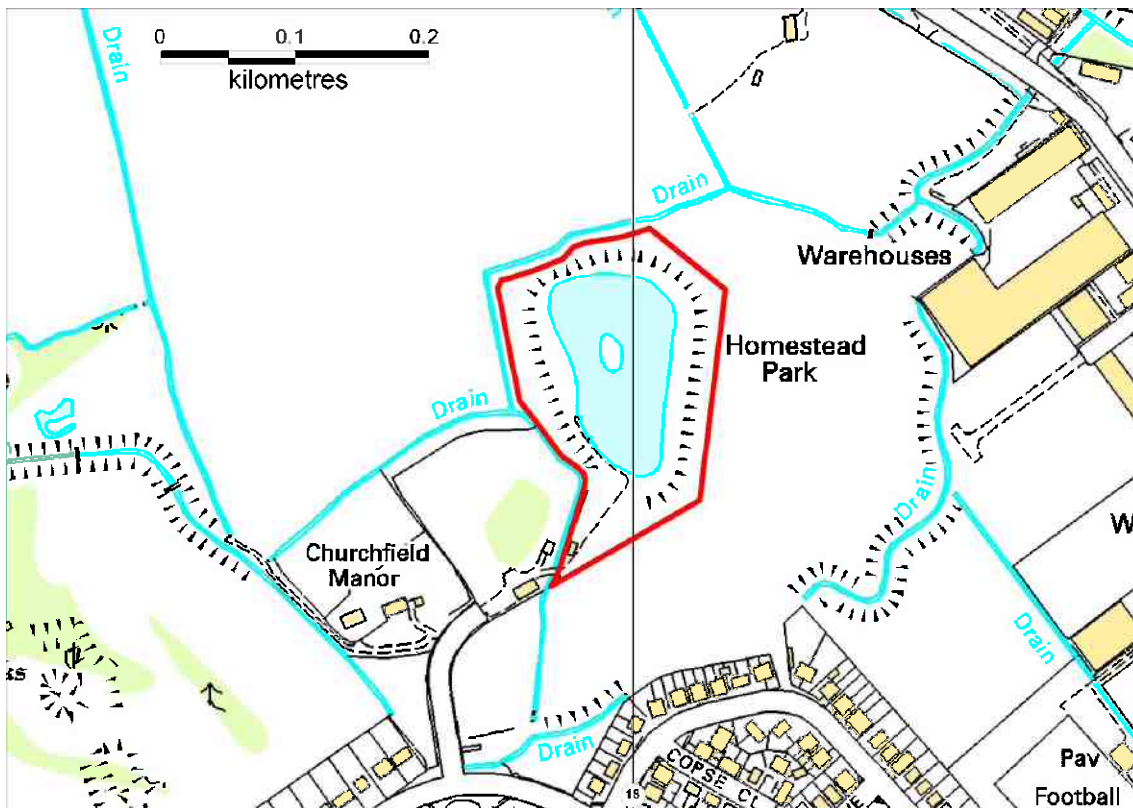 Drain
0 0.1 0.2
kilometres
Drain
Warehouses
Homestead
Park
Drain
Drain
Churchfield
Manor
W
Drain
ks
Drain
Pav
18
COPSE CL
Football